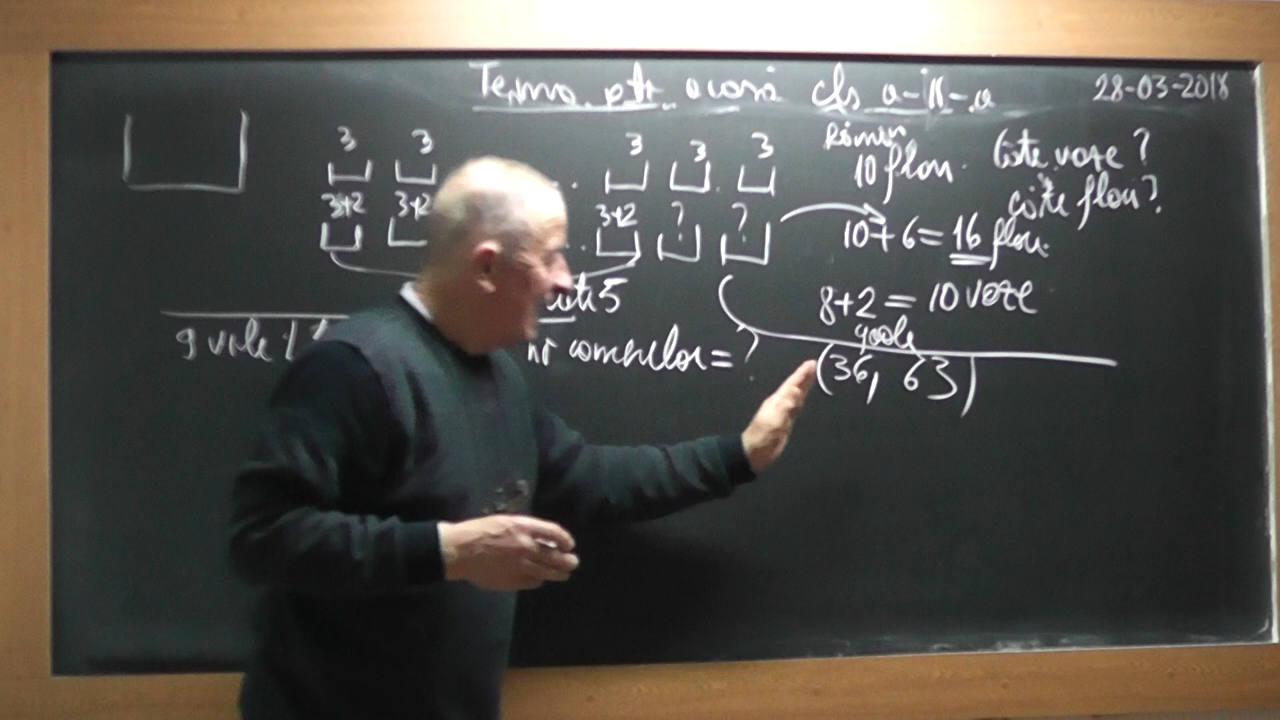 Tema ptr acasă cls a-II-a 28-03-2018
3 3 3 3 3
Rămân
10 flori. Câte vaze?
câte flori?
3+2 3+2 3+2 ? ?
10+6=16 flori.
8+2=10 vaze
5
goale
9 vile nr camerelor=?
(36, 63)